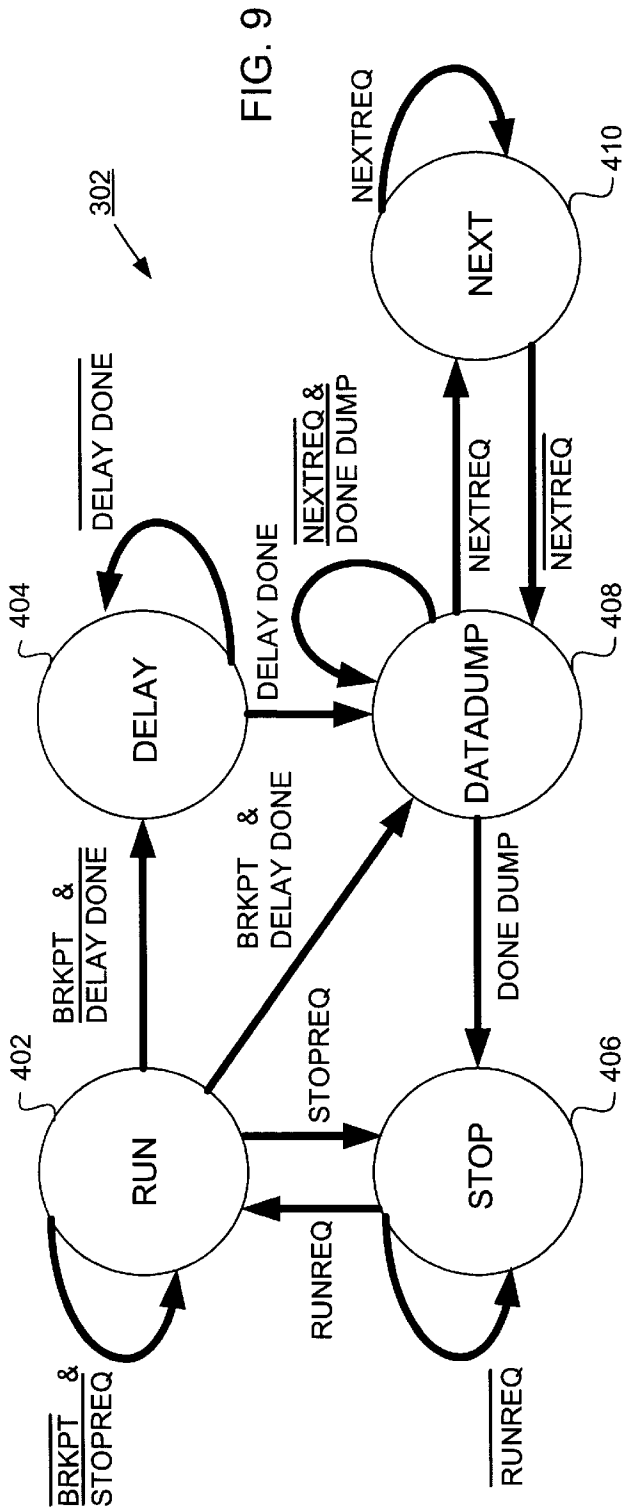 FIG. 9
302
402
404
BRKPT &
STOPREQ
RUN
BRKPT &
DELAY DONE
DELAY
DELAY DONE
RUNREQ
STOPREQ
BRKPT &
DELAY DONE
DELAY DONE
NEXTREQ &
DONE DUMP
NEXTREQ
RUNREQ
STOP
406
DONE DUMP
DATADUMP
408
NEXTREQ
NEXTREQ
NEXT
410